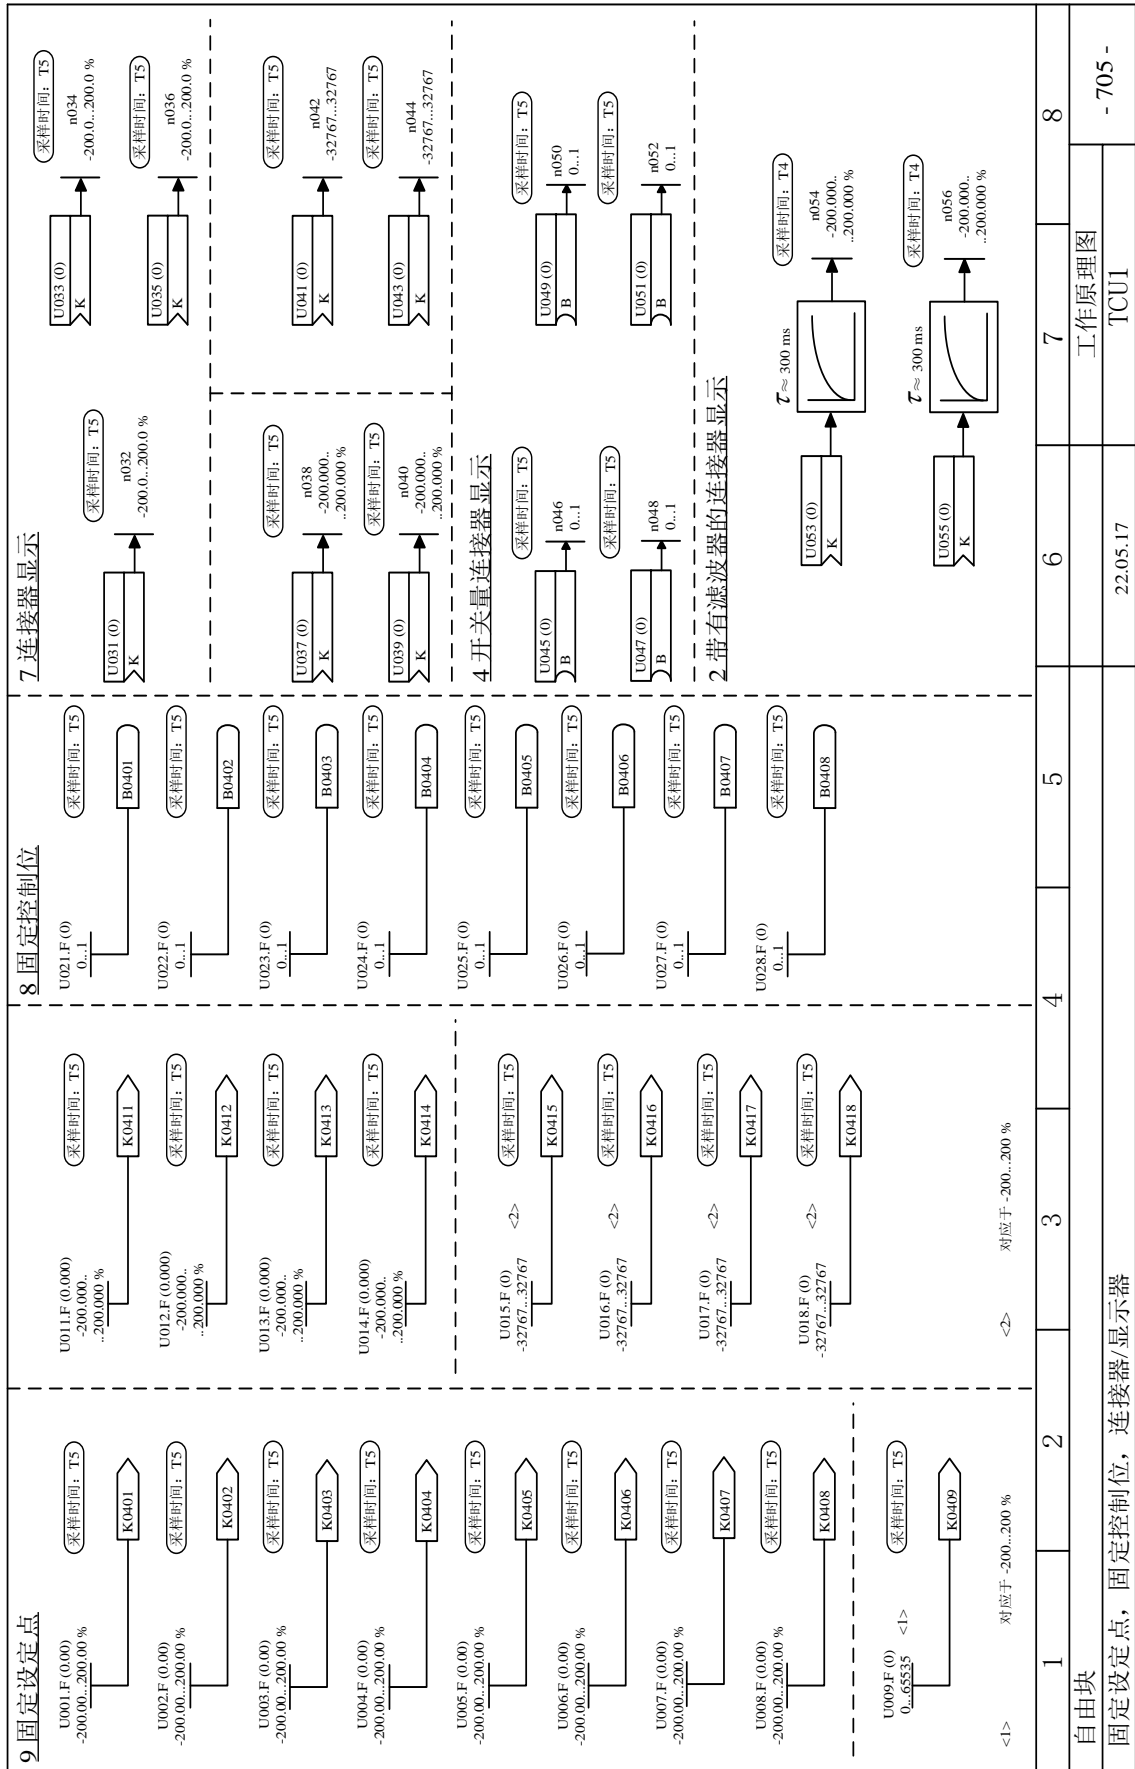 9 固定设定点
U001.F (0.00)
-200.00...200.00 %
采样时间: T5
K0401
U002.F (0.00)
-200.00...200.00 %
采样时间: T5
K0402
U003.F (0.00)
-200.00...200.00 %
采样时间: T5
K0403
U004.F (0.00)
-200.00...200.00 %
采样时间: T5
K0404
U005.F (0.00)
-200.00...200.00 %
采样时间: T5
K0405
U006.F (0.00)
-200.00...200.00 %
采样时间: T5
K0406
U007.F (0.00)
-200.00...200.00 %
采样时间: T5
K0407
U008.F (0.00)
-200.00...200.00 %
采样时间: T5
K0408
U009.F (0)
0...65535
<1>
采样时间: T5
K0409
<1> 对应于 -200...200 %
U011.F (0.000)
-200.000..
..200.000 %
采样时间: T5
K0411
U012.F (0.000)
-200.000..
..200.000 %
采样时间: T5
K0412
U013.F (0.000)
-200.000..
..200.000 %
采样时间: T5
K0413
U014.F (0.000)
-200.000..
..200.000 %
采样时间: T5
K0414
U015.F (0)
-32767...32767
<2>
采样时间: T5
K0415
U016.F (0)
-32767...32767
<2>
采样时间: T5
K0416
U017.F (0)
-32767...32767
<2>
采样时间: T5
K0417
U018.F (0)
-32767...32767
<2>
采样时间: T5
K0418
<2> 对应于 -200...200 %
8 固定控制位
U021.F (0)
0...1
采样时间: T5
B0401
U022.F (0)
0...1
采样时间: T5
B0402
U023.F (0)
0...1
采样时间: T5
B0403
U024.F (0)
0...1
采样时间: T5
B0404
U025.F (0)
0...1
采样时间: T5
B0405
U026.F (0)
0...1
采样时间: T5
B0406
U027.F (0)
0...1
采样时间: T5
B0407
U028.F (0)
0...1
采样时间: T5
B0408
7 连接器显示
U031 (0)
K
采样时间: T5
n032
-200.0...200.0 %
U033 (0)
K
采样时间: T5
n034
-200.0...200.0 %
U035 (0)
K
采样时间: T5
n036
-200.0...200.0 %
U037 (0)
K
采样时间: T5
n038
-200.000..
..200.000 %
U039 (0)
K
采样时间: T5
n040
-200.000..
..200.000 %
U041 (0)
K
采样时间: T5
n042
-32767...32767
U043 (0)
K
采样时间: T5
n044
-32767...32767
4 开关量连接器显示
U045 (0)
B
采样时间: T5
n046
0...1
U047 (0)
B
采样时间: T5
n048
0...1
U049 (0)
B
采样时间: T5
n050
0...1
U051 (0)
B
采样时间: T5
n052
0...1
2 带有滤波器的连接器显示
U053 (0)
K
τ≈ 300 ms
采样时间: T4
n054
-200.000..
..200.000 %
U055 (0)
K
τ≈ 300 ms
采样时间: T4
n056
-200.000..
..200.000 %
1 2 3 4 5 6 7 8
自由块
工作原理图
- 705 -
固定设定点，固定控制位，连接器/显示器
22.05.17
TCU1